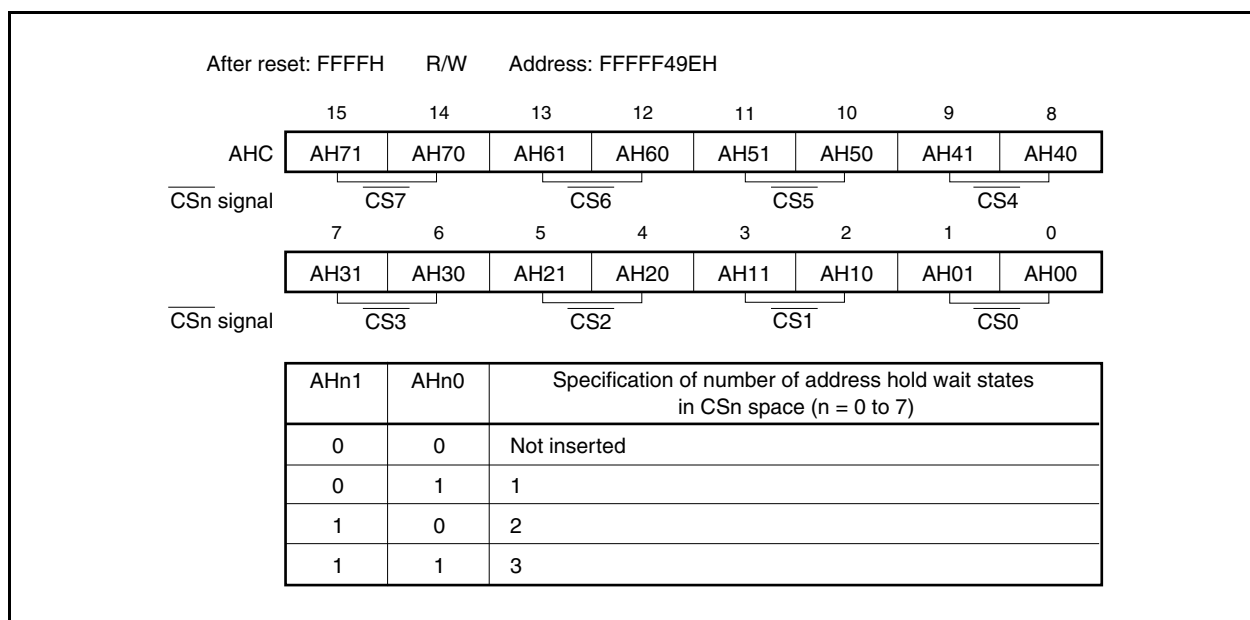 After reset: FFFFH R/W Address: FFFFF49EH
15 14 13 12 11 10 9 8
AHC AH71 AH70 AH61 AH60 AH51 AH50 AH41 AH40
CSn signal CS7 CS6 CS5 CS4
7 6 5 4 3 2 1 0
AH31 AH30 AH21 AH20 AH11 AH10 AH01 AH00
CSn signal CS3 CS2 CS1 CS0
AHn1 AHn0 Specification of number of address hold wait states
in CSn space (n = 0 to 7)
0 0 Not inserted
0 1 1
1 0 2
1 1 3